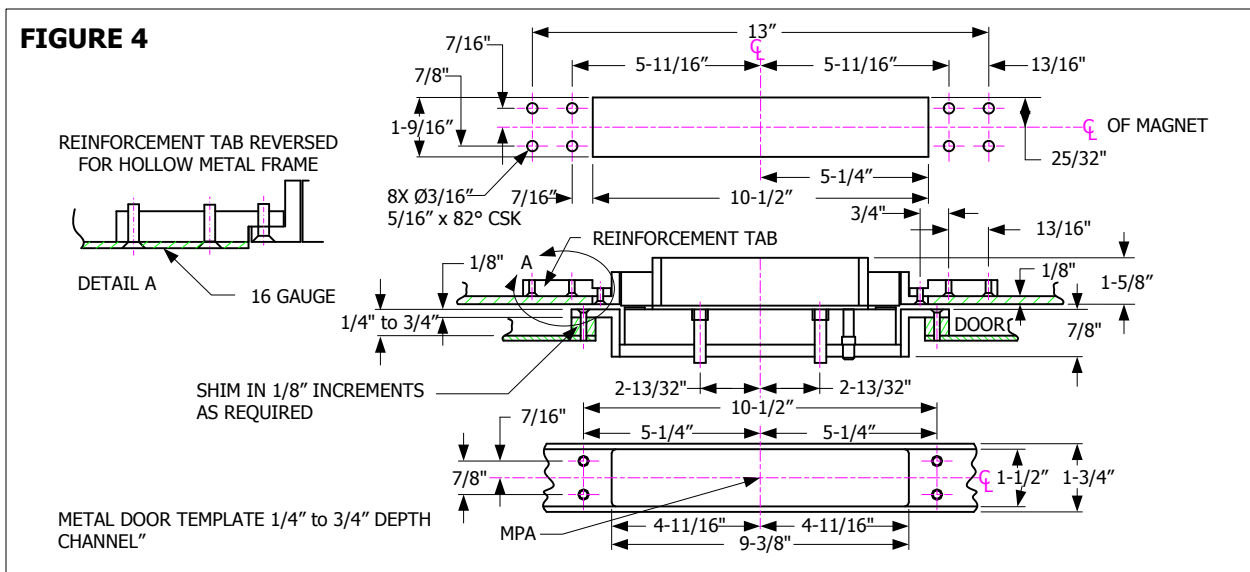 FIGURE 4
13″
℄
7/16"
5-11/16″
5-11/16″
13/16"
7/8"
1-9/16″
℄ OF MAGNET
25/32"
REINFORCEMENT TAB REVERSED
FOR HOLLOW METAL FRAME
5-1/4″
8X Ø3/16″
5/16″ x 82° CSK
7/16″
10-1/2″
3/4″
13/16"
REINFORCEMENT TAB
A
1/8"
DETAIL A
16 GAUGE
1/8"
1-5/8″
1/4" to 3/4″
DOOR
7/8"
SHIM IN 1/8″ INCREMENTS
AS REQUIRED
2-13/32″
2-13/32″
10-1/2″
7/16"
5-1/4″
5-1/4″
7/8"
℄
1-1/2″
1-3/4″
METAL DOOR TEMPLATE 1/4″ to 3/4″ DEPTH
CHANNEL”
MPA
4-11/16″
4-11/16″
9-3/8"